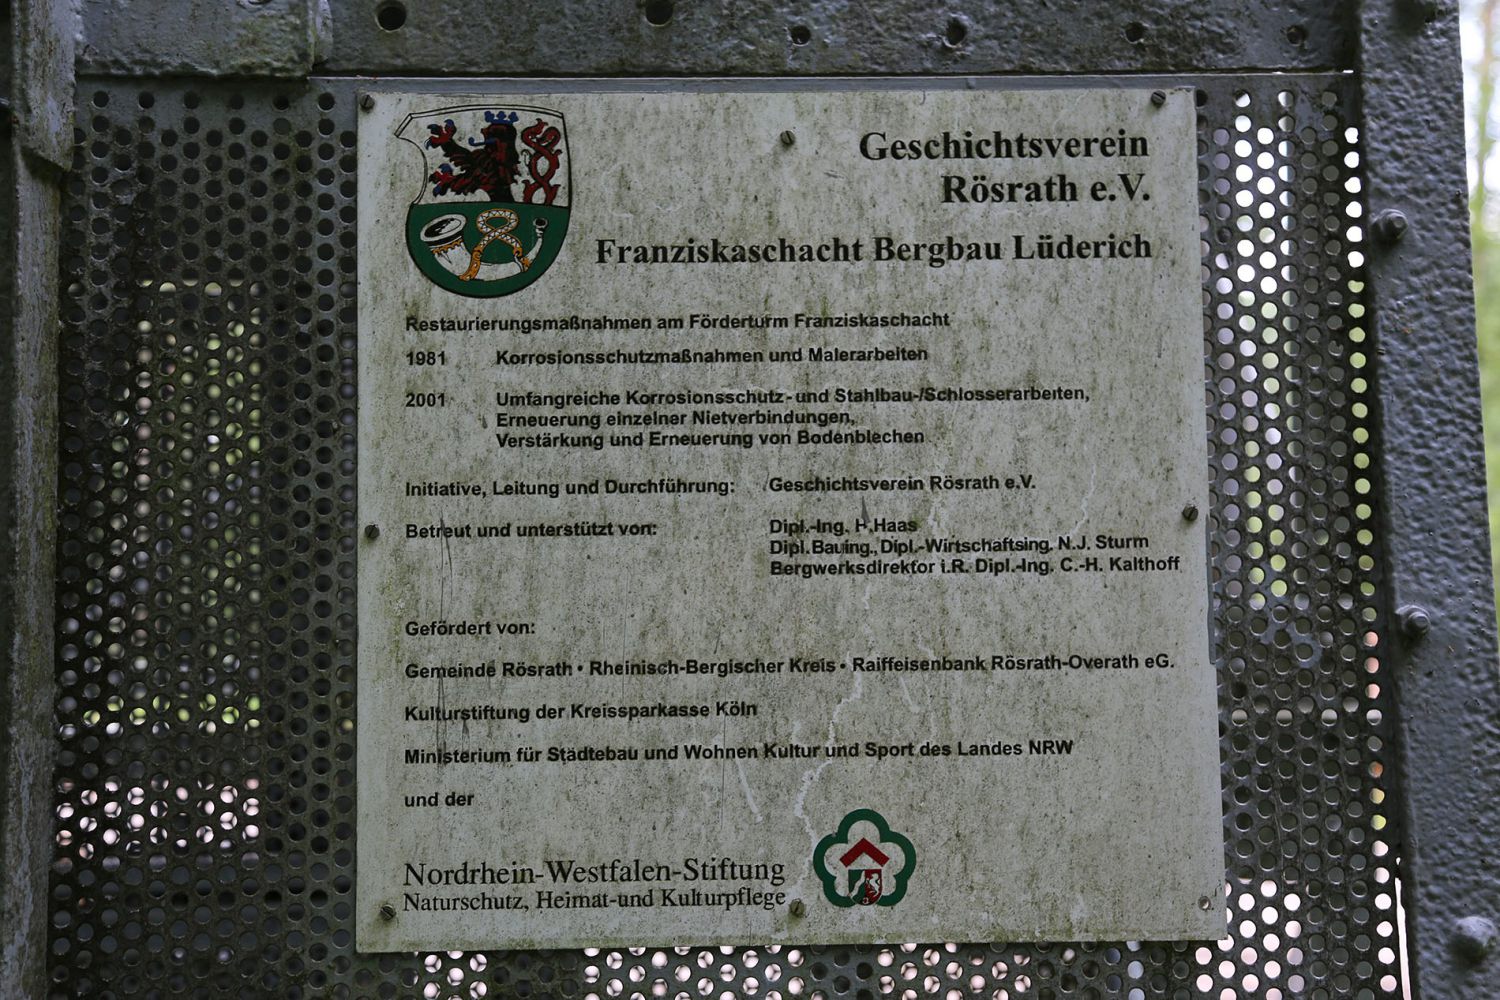 Geschichtsverein
Rösrath e.V.
Franziskaschacht Bergbau Lüderich
Restaurierungsmaßnahmen am Förderturm Franziskaschacht
1981 Korrosionsschutzmaßnahmen und Malerarbeiten
2001 Umfangreiche Korrosionsschutz- und Stahlbau-/Schlosserarbeiten,
Erneuerung einzelner Nietverbindungen,
Verstärkung und Erneuerung von Bodenblechen
Initiative, Leitung und Durchführung: Geschichtsverein Rösrath e.V.
Betreut und unterstützt von: Dipl.-Ing. H.Haas
Dipl.Bauing., Dipl.-Wirtschaftsing. N.J. Sturm
Bergwerksdirektor i.R. Dipl.-Ing. C.-H. Kalthoff
Gefördert von:
Gemeinde Rösrath • Rheinisch-Bergischer Kreis • Raiffeisenbank Rösrath-Overath eG.
Kulturstiftung der Kreissparkasse Köln
Ministerium für Städtebau und Wohnen Kultur und Sport des Landes NRW
und der
Nordrhein-Westfalen-Stiftung
Naturschutz, Heimat-und Kulturpflege